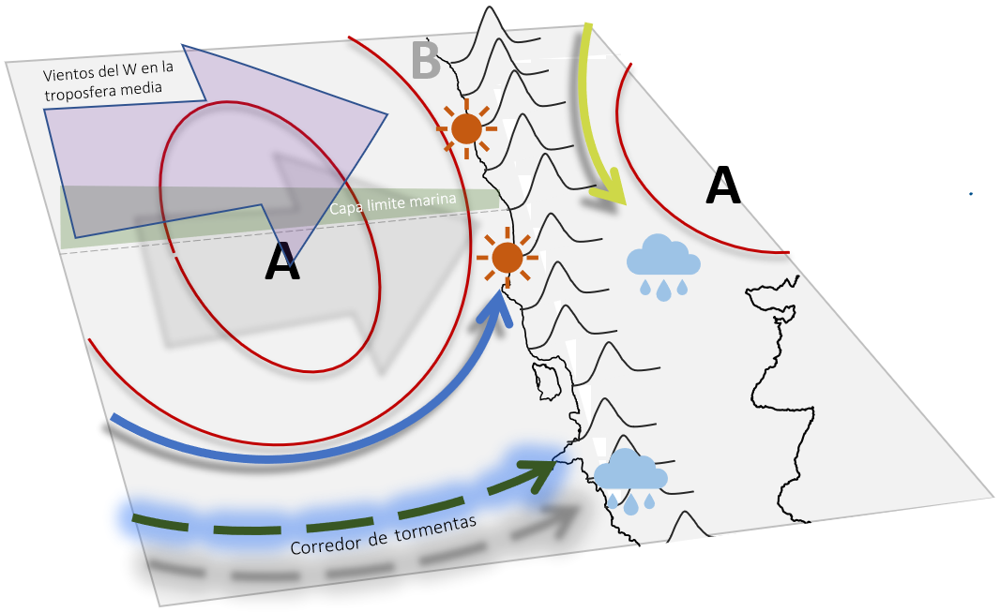 B
Vientos del W en la
troposfera media
A
Capa limite marina
A
Corredor de tormentas